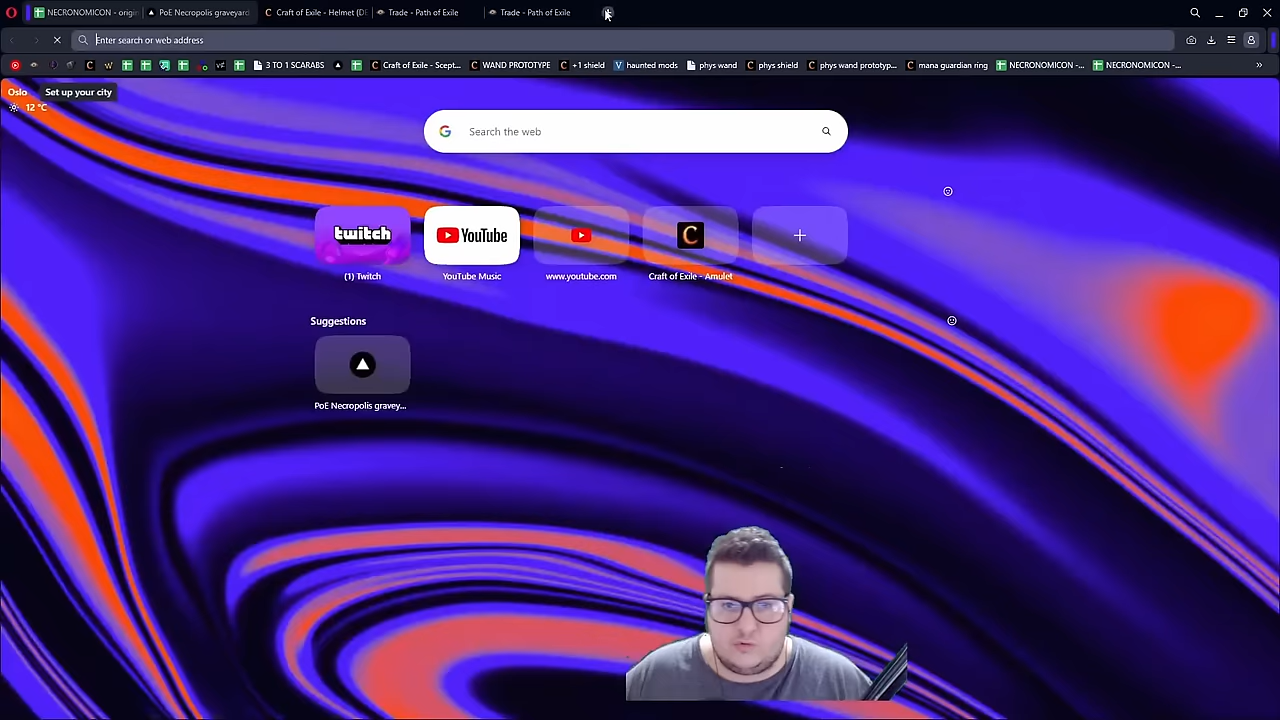 NECRONOMICON - origin
PoE Necropolis graveyard
Craft of Exile - Helmet (DE
Trade - Path of Exile
Trade - Path of Exile
Enter search or web address
3 TO 1 SCARABS
Craft of Exile - Scept...
WAND PROTOTYPE
+1 shield
haunted mods
phys wand
phys shield
phys wand prototyp...
mana guardian ring
NECRONOMICON -...
NECRONOMICON -...
Oslo
Set up your city
12 °C
Search the web
twitch
YouTube
(1) Twitch
YouTube Music
www.youtube.com
Craft of Exile - Amulet
Suggestions
PoE Necropolis gravey...